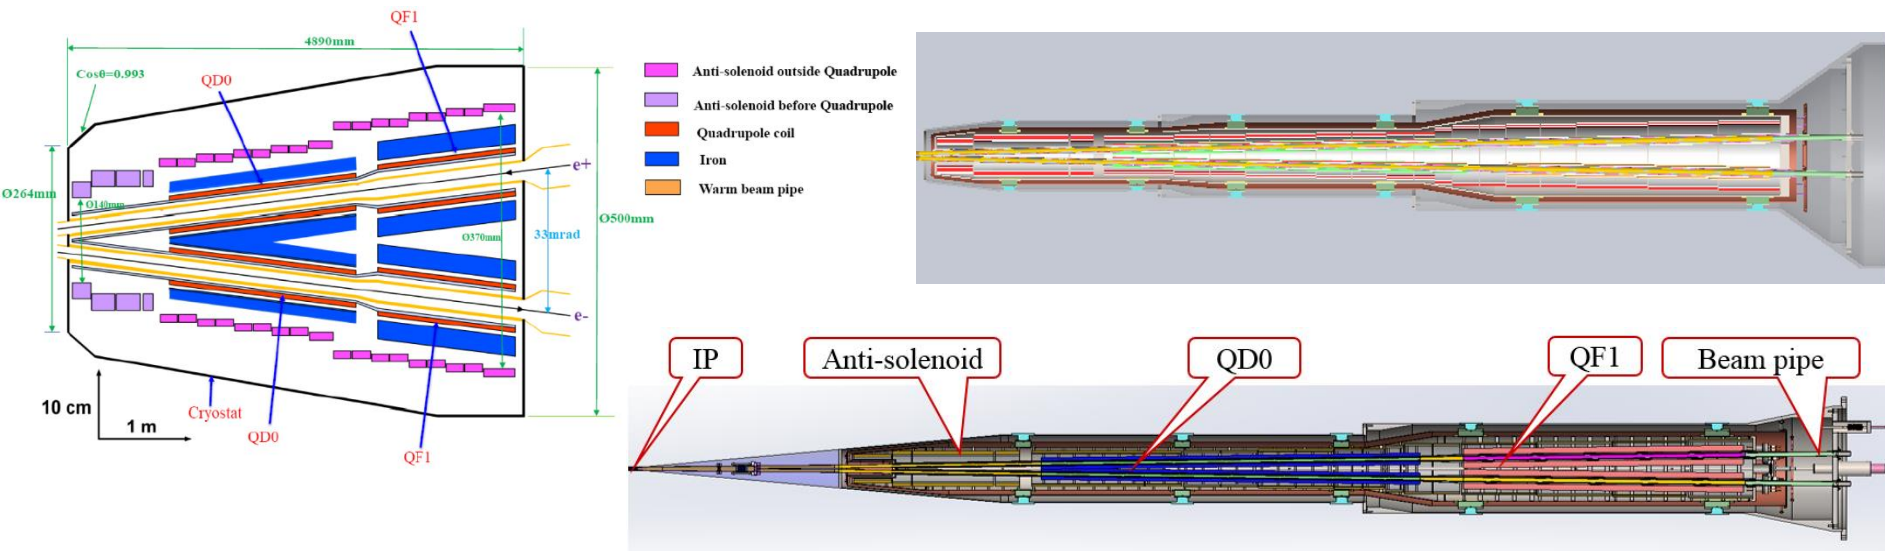 QF1
4890mm
Cosθ=0.993
QD0
Anti-solenoid outside Quadrupole
Anti-solenoid before Quadrupole
Quadrupole coil
Iron
Warm beam pipe
e+
Ø264mm
Ø140mm
Ø500mm
Ø370mm
33mrad
e-
10 cm
1 m
Cryostat
QD0
QF1
IP
Anti-solenoid
QD0
QF1
Beam pipe